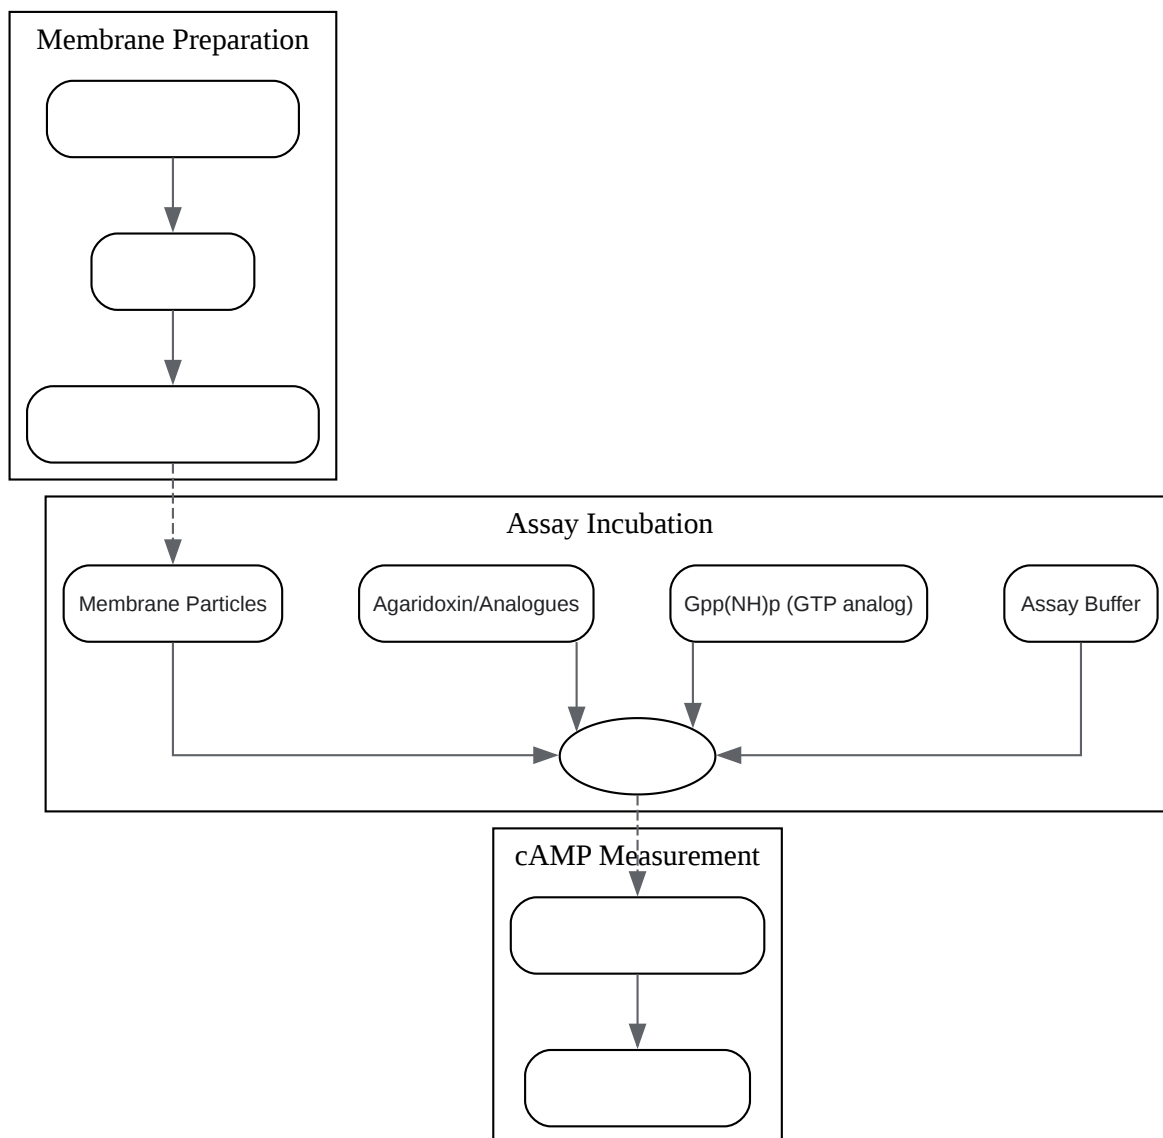 Membrane Preparation
Assay Incubation
Membrane Particles
Agaridoxin/Analogues
Gpp(NH)p (GTP analog)
Assay Buffer
cAMP Measurement